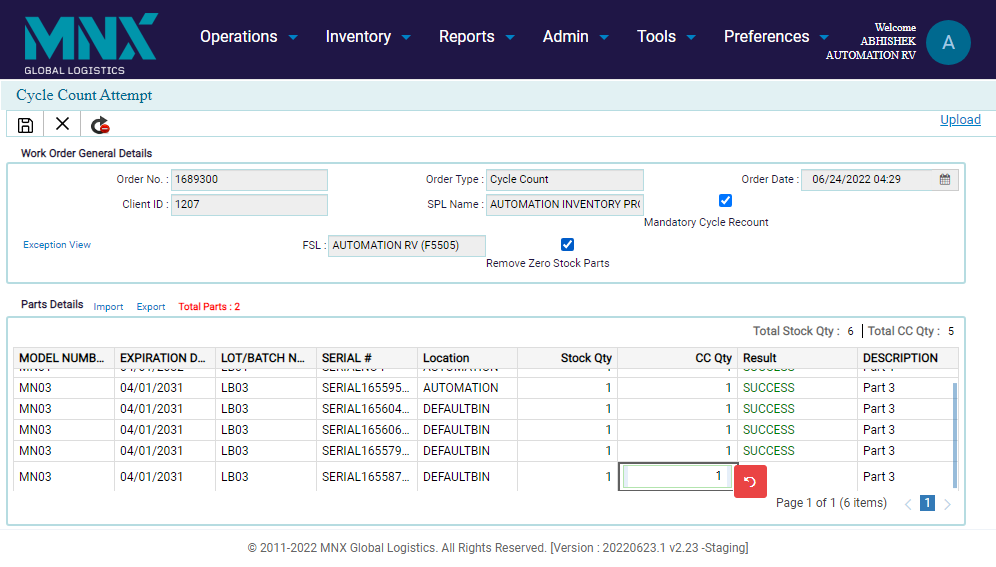 MNX
GLOBAL LOGISTICS
Operations Inventory Reports Admin Tools Preferences
Welcome
ABHISHEK
AUTOMATION RV
A
Cycle Count Attempt
Upload
Work Order General Details
Order No. : 1689300 Order Type : Cycle Count Order Date : 06/24/2022 04:29
Client ID : 1207 SPL Name : AUTOMATION INVENTORY PRO
Mandatory Cycle Recount
Exception View FSL : AUTOMATION RV (F5505)
Remove Zero Stock Parts
Parts Details Import Export Total Parts : 2
Total Stock Qty : 6 Total CC Qty : 5
MODEL NUMB... EXPIRATION D... LOT/BATCH N... SERIAL # Location Stock Qty CC Qty Result DESCRIPTION
MN03 04/01/2031 LB03 SERIAL165595... AUTOMATION 1 1 SUCCESS Part 3
MN03 04/01/2031 LB03 SERIAL165604... DEFAULTBIN 1 1 SUCCESS Part 3
MN03 04/01/2031 LB03 SERIAL165606... DEFAULTBIN 1 1 SUCCESS Part 3
MN03 04/01/2031 LB03 SERIAL165579... DEFAULTBIN 1 1 SUCCESS Part 3
MN03 04/01/2031 LB03 SERIAL165587... DEFAULTBIN 1 1 Part 3
Page 1 of 1 (6 items) 1
© 2011-2022 MNX Global Logistics. All Rights Reserved. [Version : 20220623.1 v2.23 -Staging]